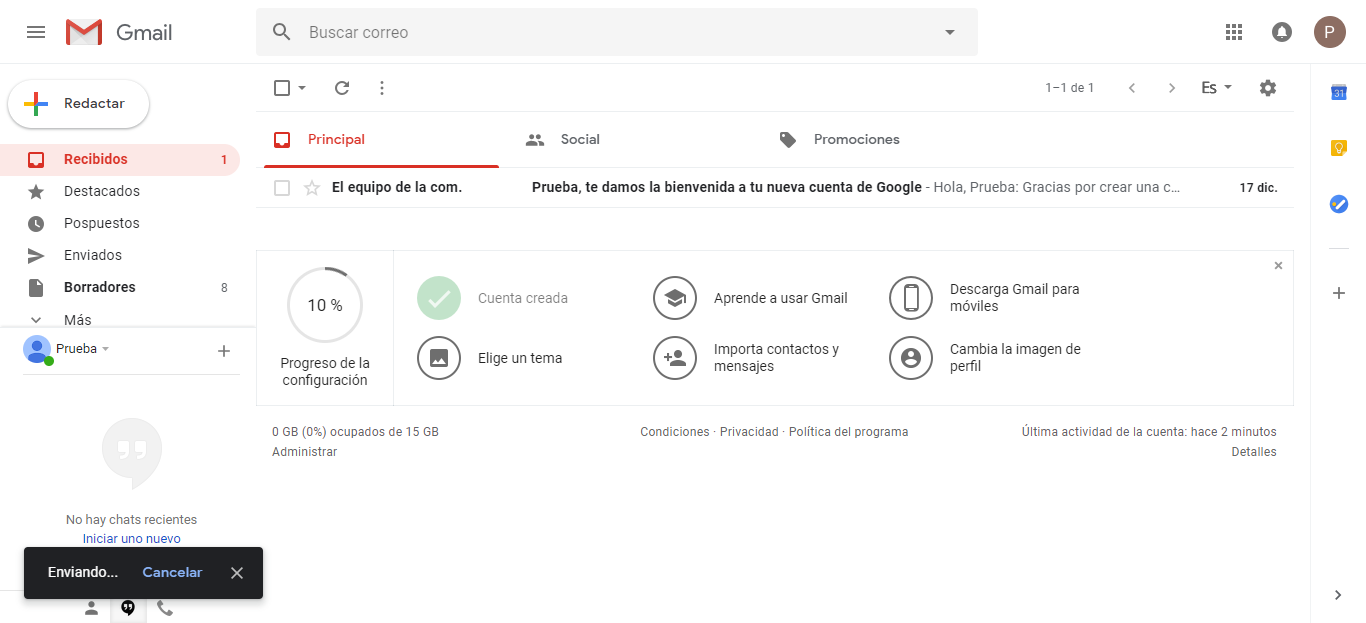 Gmail
Buscar correo
P
Redactar
1–1 de 1
Es
31
Recibidos 1
Destacados
Pospuestos
Enviados
Borradores 8
Más
Prueba
Principal
Social
Promociones
El equipo de la com. Prueba, te damos la bienvenida a tu nueva cuenta de Google - Hola, Prueba: Gracias por crear una c… 17 dic.
10 %
Progreso de la
configuración
Cuenta creada
Aprende a usar Gmail
Descarga Gmail para
móviles
Elige un tema
Importa contactos y
mensajes
Cambia la imagen de
perfil
0 GB (0%) ocupados de 15 GB
Administrar
Condiciones · Privacidad · Política del programa
Última actividad de la cuenta: hace 2 minutos
Detalles
No hay chats recientes
Iniciar uno nuevo
Enviando... Cancelar